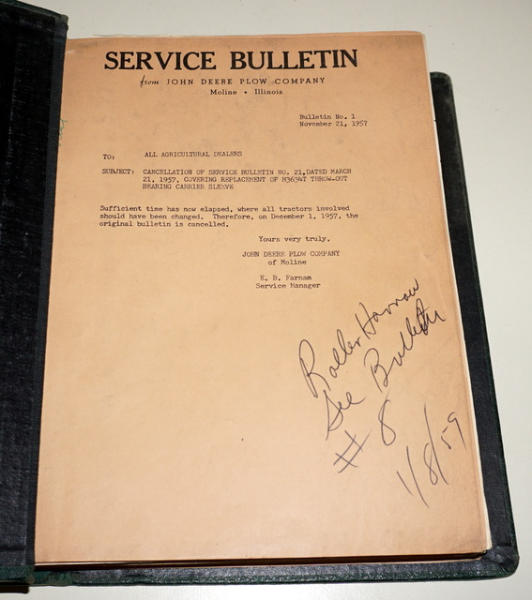 SERVICE BULLETIN
from JOHN DEERE PLOW COMPANY
Moline • Illinois
Bulletin No. 1
November 21, 1957
TO: ALL AGRICULTURAL DEALERS
SUBJECT: CANCELLATION OF SERVICE BULLETIN NO. 21, DATED MARCH
21, 1957, COVERING REPLACEMENT OF M3634T THROW-OUT
BEARING CARRIER SLEEVE
Sufficient time has now elapsed, where all tractors involved
should have been changed. Therefore, on December 1, 1957, the
original bulletin is cancelled.
Yours very truly,
JOHN DEERE PLOW COMPANY
of Moline
E. D. Farnam
Service Manager
Roller Harrow
See Bulletin
# 8
1/8/59